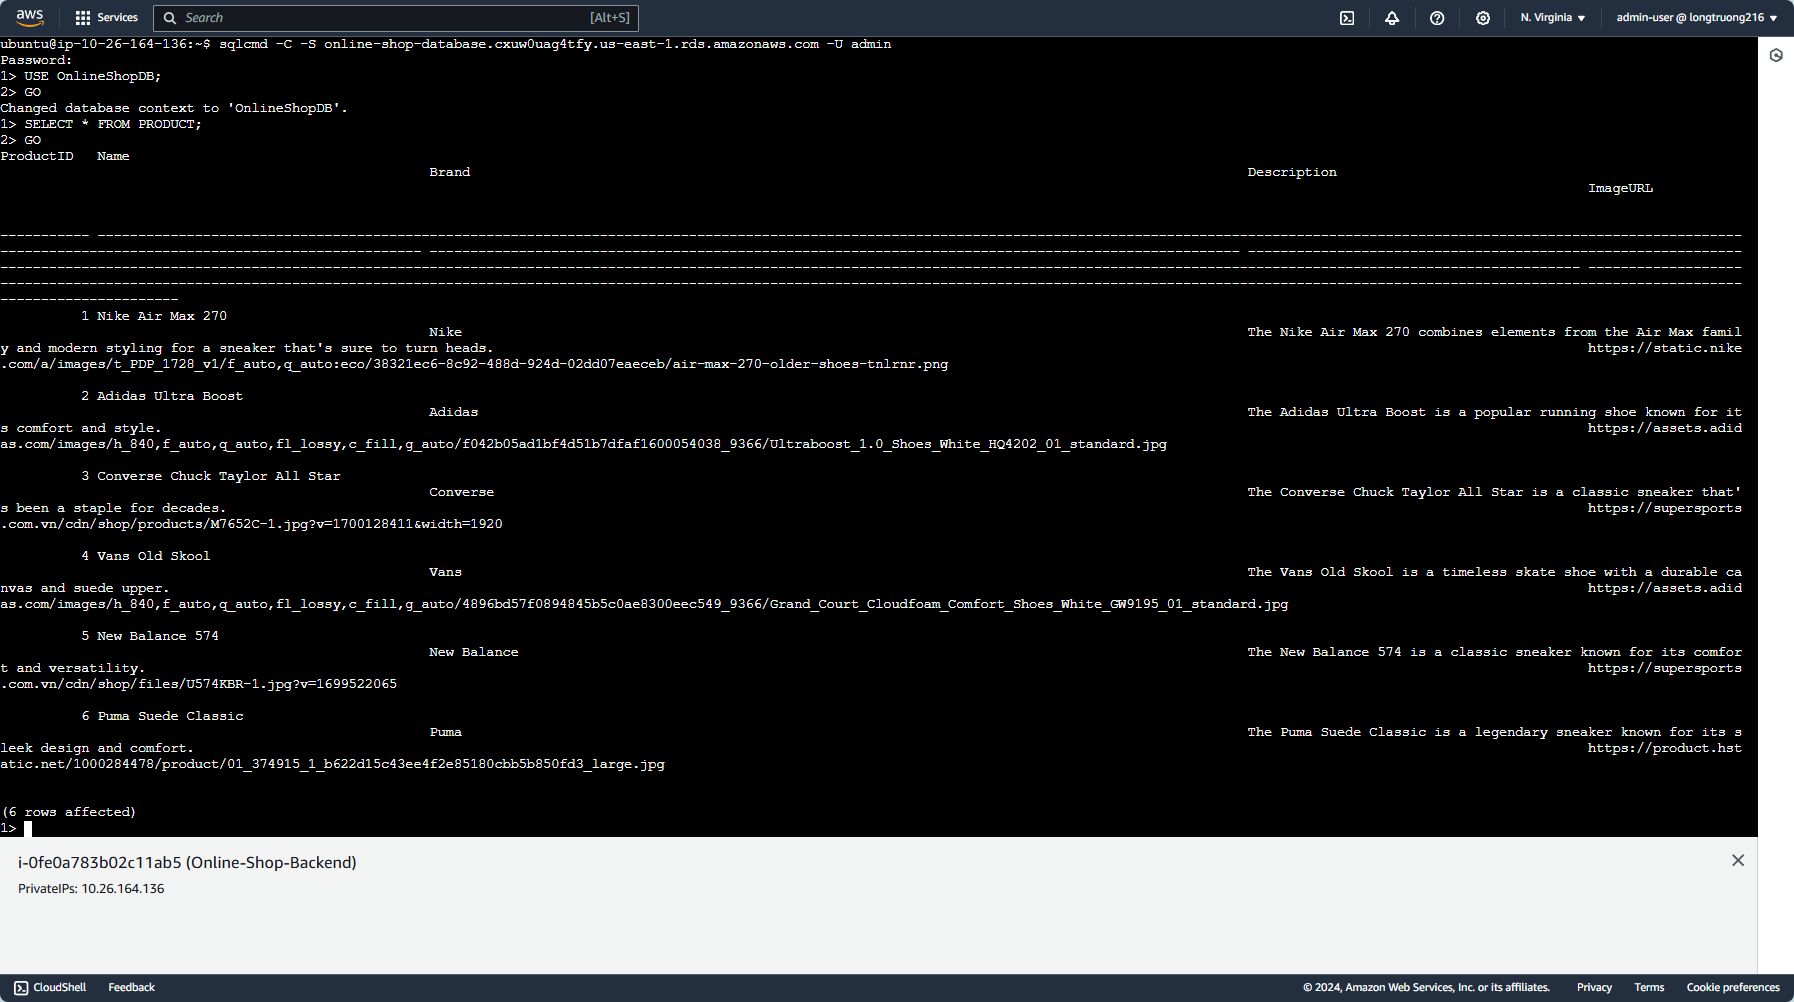 aws Services Search [Alt+S] N. Virginia admin-user @ longtruong216
ubuntu@ip-10-26-164-136:~$ sqlcmd -C -S online-shop-database.cxuw0uag4tfy.us-east-1.rds.amazonaws.com -U admin
Password:
1> USE OnlineShopDB;
2> GO
Changed database context to 'OnlineShopDB'.
1> SELECT * FROM PRODUCT;
2> GO
ProductID Name
Brand Description
ImageURL
1 Nike Air Max 270
Nike The Nike Air Max 270 combines elements from the Air Max famil
y and modern styling for a sneaker that's sure to turn heads. https://static.nike
.com/a/images/t_PDP_1728_v1/f_auto,q_auto:eco/38321ec6-8c92-488d-924d-02dd07eaeceb/air-max-270-older-shoes-tnlrnr.png
2 Adidas Ultra Boost
Adidas The Adidas Ultra Boost is a popular running shoe known for it
s comfort and style. https://assets.adid
as.com/images/h_840,f_auto,q_auto,fl_lossy,c_fill,g_auto/f042b05ad1bf4d51b7dfaf1600054038_9366/Ultraboost_1.0_Shoes_White_HQ4202_01_standard.jpg
3 Converse Chuck Taylor All Star
Converse The Converse Chuck Taylor All Star is a classic sneaker that'
s been a staple for decades. https://supersports
.com.vn/cdn/shop/products/M7652C-1.jpg?v=1700128411&width=1920
4 Vans Old Skool
Vans The Vans Old Skool is a timeless skate shoe with a durable ca
nvas and suede upper. https://assets.adid
as.com/images/h_840,f_auto,q_auto,fl_lossy,c_fill,g_auto/4896bd57f0894845b5c0ae8300eec549_9366/Grand_Court_Cloudfoam_Comfort_Shoes_White_GW9195_01_standard.jpg
5 New Balance 574
New Balance The New Balance 574 is a classic sneaker known for its comfor
t and versatility. https://supersports
.com.vn/cdn/shop/files/U574KBR-1.jpg?v=1699522065
6 Puma Suede Classic
Puma The Puma Suede Classic is a legendary sneaker known for its s
leek design and comfort. https://product.hst
atic.net/1000284478/product/01_374915_1_b622d15c43ee4f2e85180cbb5b850fd3_large.jpg
(6 rows affected)
1>
i-0fe0a783b02c11ab5 (Online-Shop-Backend)
PrivateIPs: 10.26.164.136
CloudShell Feedback © 2024, Amazon Web Services, Inc. or its affiliates. Privacy Terms Cookie preferences